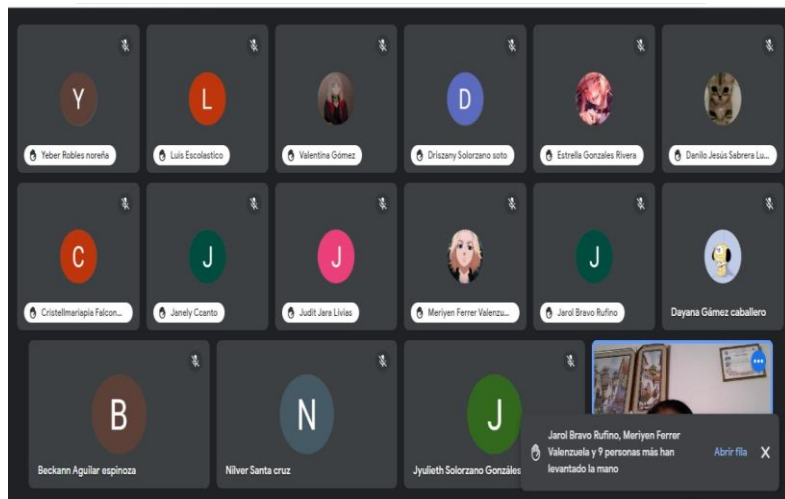 Y
Yeber Robles noreña
L
Luis Escolastico
Valentina Gómez
D
Driszany Solorzano soto
Estrella Gonzales Rivera
Danilo Jesús Sabrera Lu...
C
Cristellmariapia Falcon...
J
Janely Ccanto
J
Judit Jara Livias
Meriyen Ferrer Valenzu...
J
Jarol Bravo Rufino
Dayana Gámez caballero
B
Beckann Aguilar espinoza
N
Nilver Santa cruz
J
Jyulieth Solorzano Gonzáles
Jarol Bravo Rufino, Meriyen Ferrer
Valenzuela y 9 personas más han
levantado la mano
Abrir fila
X